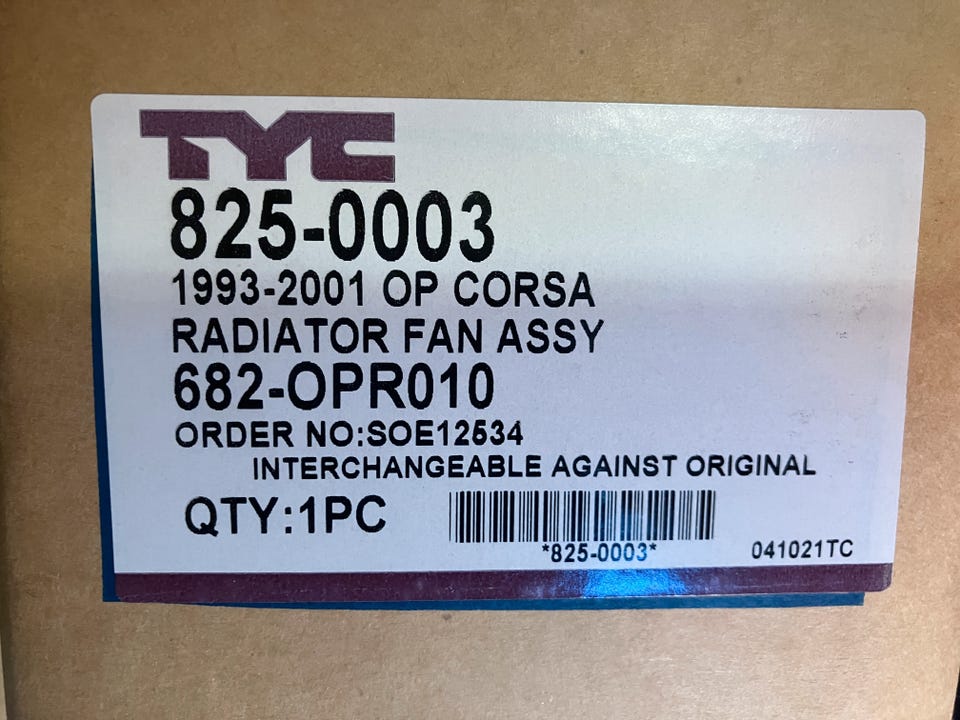 TYC
825-0003
1993-2001 OP CORSA
RADIATOR FAN ASSY
682-OPR010
ORDER NO:SOE12534
INTERCHANGEABLE AGAINST ORIGINAL
QTY:1PC
*825-0003*
041021TC